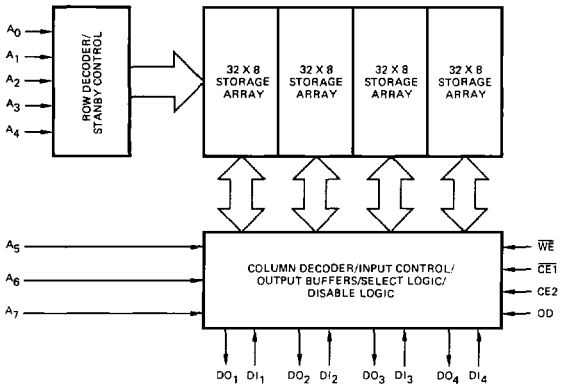 A0
A1
A2
A3
A4
ROW DECODER/
STANBY CONTROL
32 X 8
STORAGE
ARRAY
32 X 8
STORAGE
ARRAY
32 X 8
STORAGE
ARRAY
32 X 8
STORAGE
ARRAY
A5
A6
A7
COLUMN DECODER/INPUT CONTROL/
OUTPUT BUFFERS/SELECT LOGIC/
DISABLE LOGIC
WE
CE1
CE2
OD
DO1 DI1 DO2 DI2 DO3 DI3 DO4 DI4